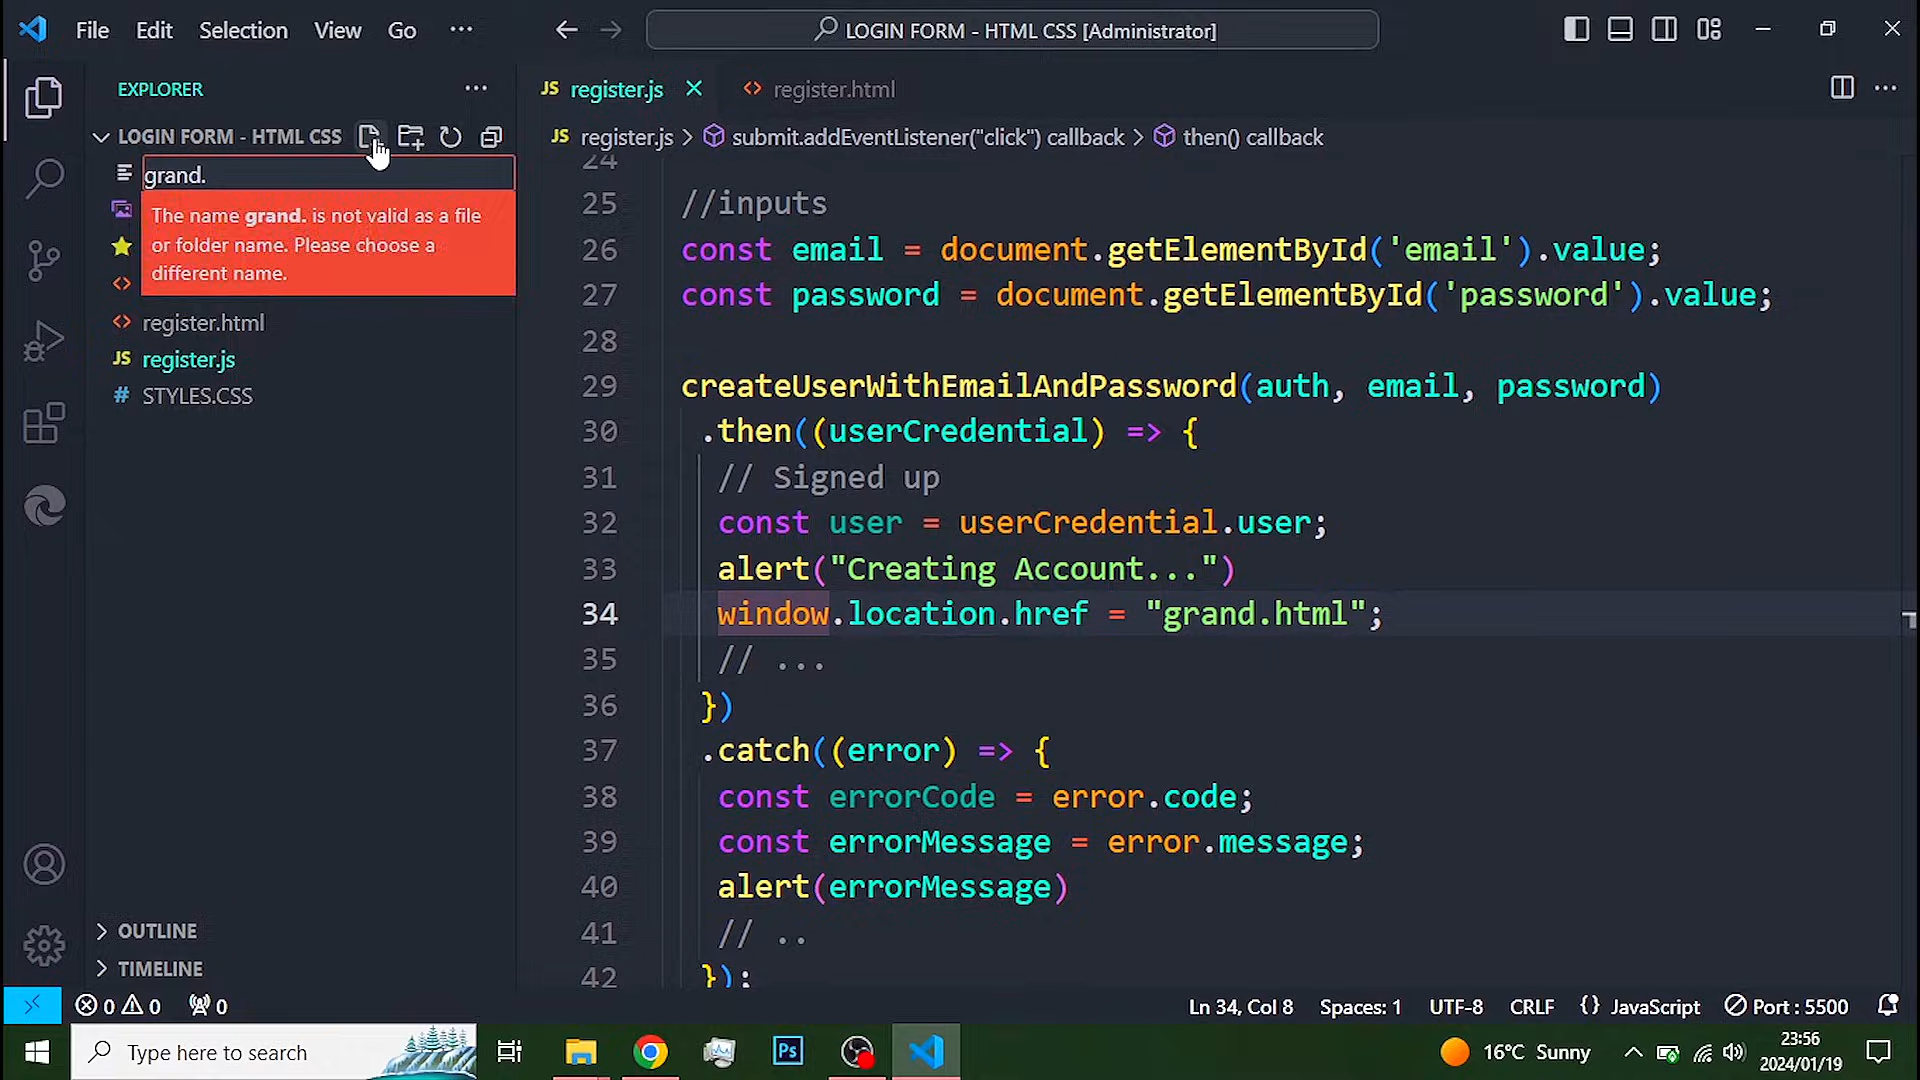 File Edit Selection View Go ···
LOGIN FORM - HTML CSS [Administrator]
EXPLORER
LOGIN FORM - HTML CSS
grand.
The name grand. is not valid as a file
or folder name. Please choose a
different name.
register.html
JS register.js
# STYLES.CSS
OUTLINE
TIMELINE
JS register.js
register.html
JS register.js > submit.addEventListener("click") callback > then() callback
24
25 //inputs
26 const email = document.getElementById('email').value;
27 const password = document.getElementById('password').value;
28
29 createUserWithEmailAndPassword(auth, email, password)
30 .then((userCredential) => {
31 // Signed up
32 const user = userCredential.user;
33 alert("Creating Account...")
34 window.location.href = "grand.html";
35 // ...
36 })
37 .catch((error) => {
38 const errorCode = error.code;
39 const errorMessage = error.message;
40 alert(errorMessage)
41 // ..
42 });
0 0 0
Ln 34, Col 8 Spaces: 1 UTF-8 CRLF {} JavaScript Port : 5500
Type here to search
Ps
16°C Sunny
23:56
2024/01/19